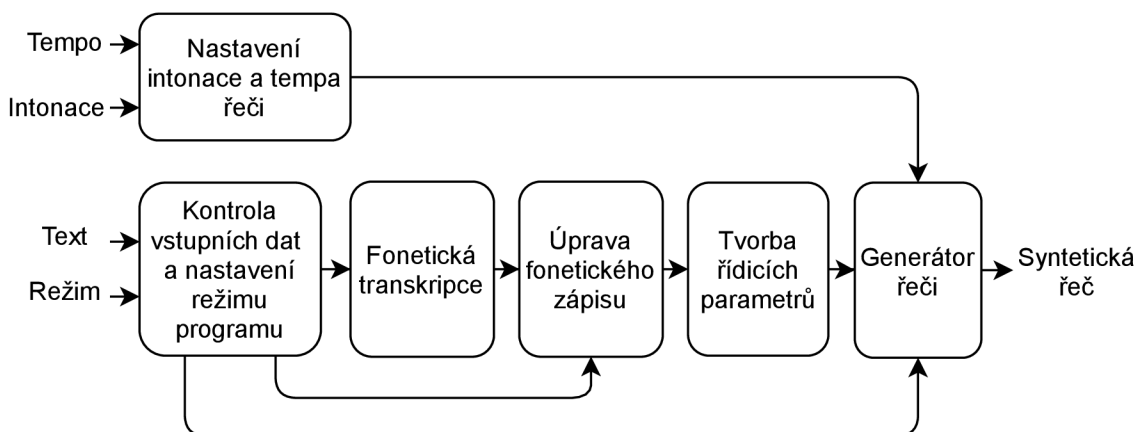 Tempo
Intonace
Nastavení
intonace a tempa
řeči
Text
Režim
Kontrola
vstupních dat
a nastavení
režimu
programu
Fonetická
transkripce
Úprava
fonetického
zápisu
Tvorba
řídicích
parametrů
Generátor
řeči
Syntetická
řeč